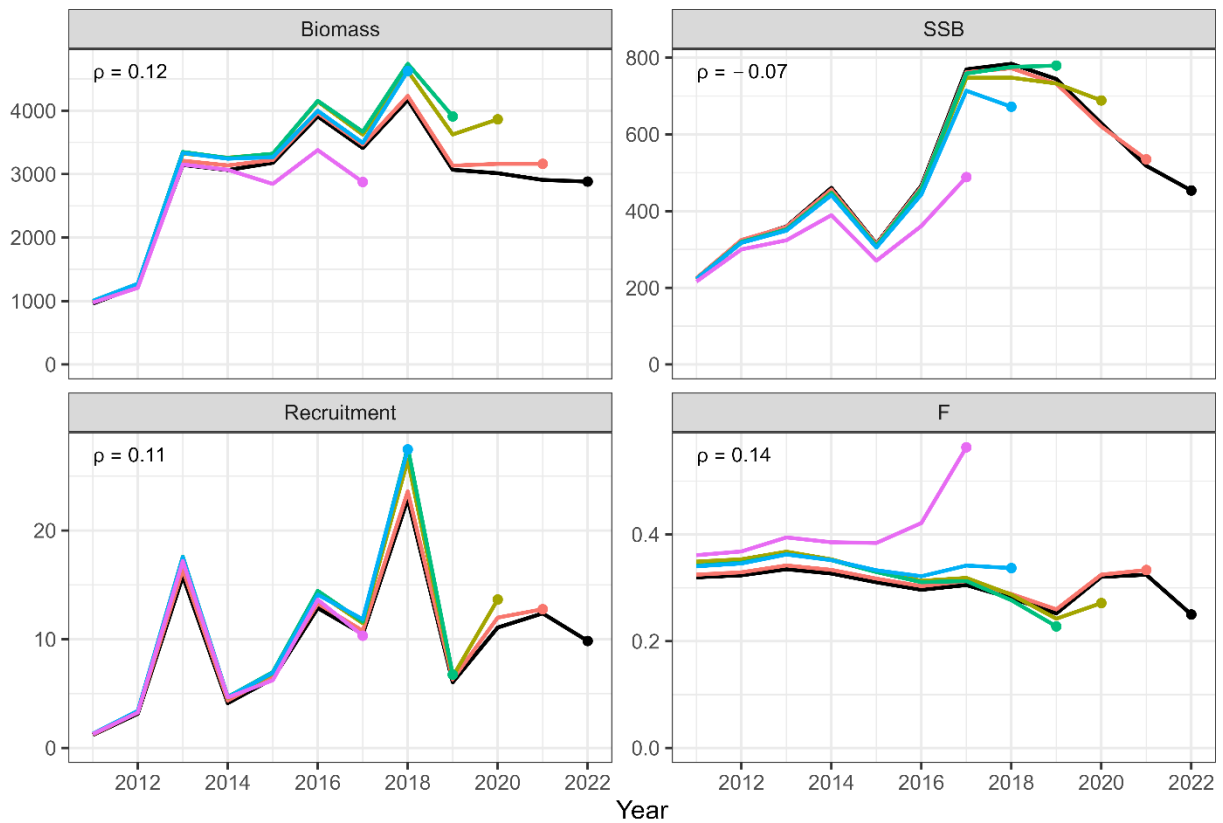 Biomass
SSB
ρ = 0.12
ρ = −0.07
4000
3000
2000
1000
0
800
600
400
200
0
Recruitment
F
ρ = 0.11
ρ = 0.14
20
10
0
0.4
0.2
0.0
2012 2014 2016 2018 2020 2022
2012 2014 2016 2018 2020 2022
Year